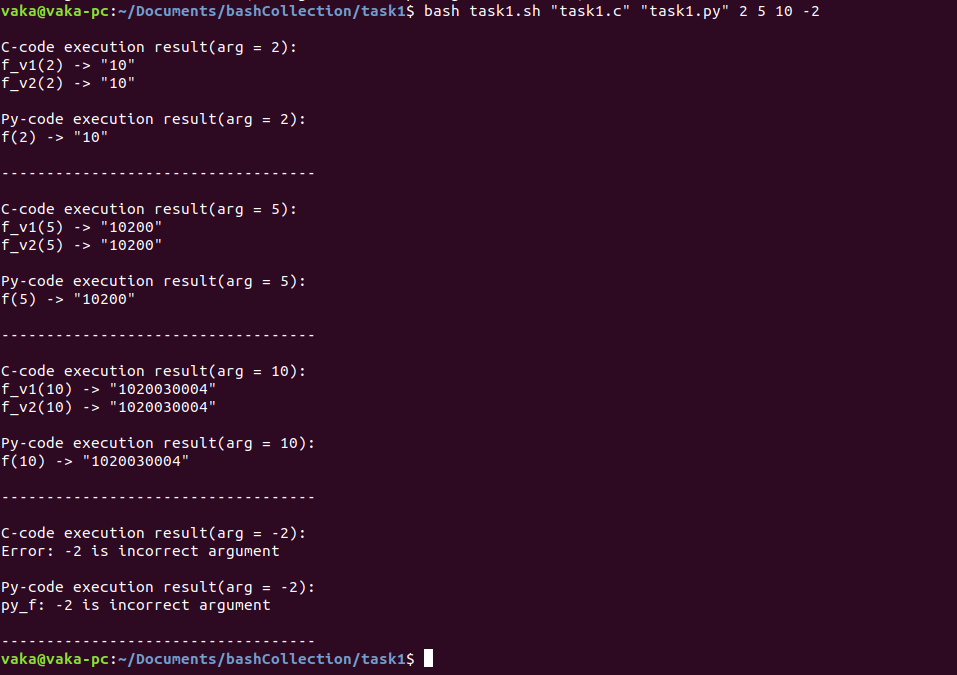 vaka@vaka-pc:~/Documents/bashCollection/task1$ bash task1.sh "task1.c" "task1.py" 2 5 10 -2
C-code execution result(arg = 2):
f_v1(2) -> "10"
f_v2(2) -> "10"
Py-code execution result(arg = 2):
f(2) -> "10"
-----------------------------------
C-code execution result(arg = 5):
f_v1(5) -> "10200"
f_v2(5) -> "10200"
Py-code execution result(arg = 5):
f(5) -> "10200"
-----------------------------------
C-code execution result(arg = 10):
f_v1(10) -> "1020030004"
f_v2(10) -> "1020030004"
Py-code execution result(arg = 10):
f(10) -> "1020030004"
-----------------------------------
C-code execution result(arg = -2):
Error: -2 is incorrect argument
Py-code execution result(arg = -2):
py_f: -2 is incorrect argument
-----------------------------------
vaka@vaka-pc:~/Documents/bashCollection/task1$